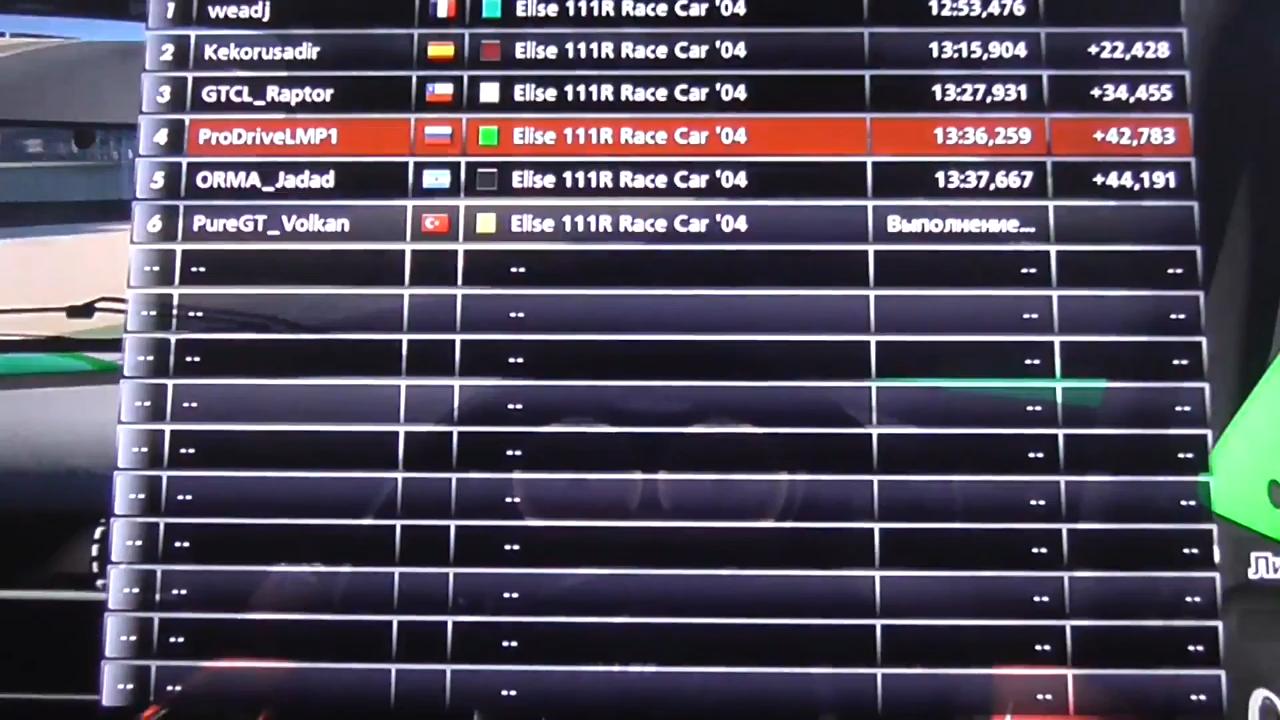 1 weadj Elise 111R Race Car '04 12:53,476
2 Kekorusadir Elise 111R Race Car '04 13:15,904 +22,428
3 GTCL_Raptor Elise 111R Race Car '04 13:27,931 +34,455
4 ProDriveLMP1 Elise 111R Race Car '04 13:36,259 +42,783
5 ORMA_Jadad Elise 111R Race Car '04 13:37,667 +44,191
6 PureGT_Volkan Elise 111R Race Car '04 Выполнение...
-- -- -- -- --
-- -- -- -- --
-- -- -- -- --
-- -- -- -- --
-- -- -- -- --
-- -- -- -- --
-- -- -- -- --
-- -- -- -- --
-- -- -- -- --
-- -- -- -- --